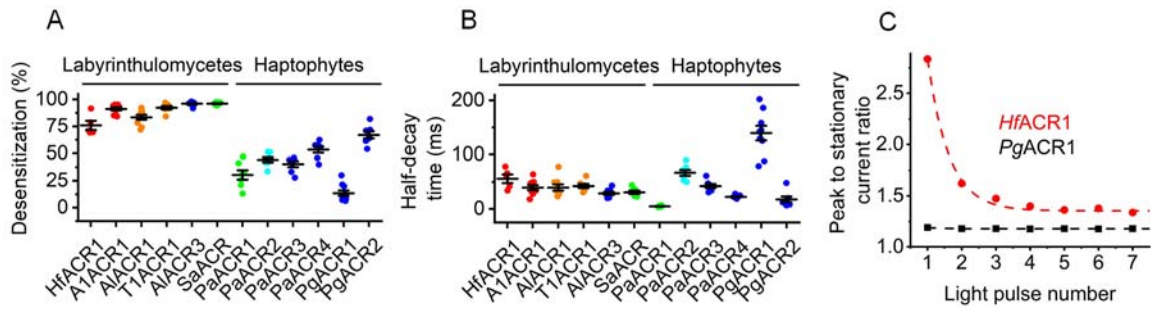 A
Labyrinthulomycetes Haptophytes
Desensitization (%)
100
75
50
25
0
HfACR1
A1ACR1
AlACR1
T1ACR1
AlACR3
SaACR
PaACR1
PaACR2
PaACR3
PaACR4
PgACR1
PgACR2
B
Labyrinthulomycetes Haptophytes
Half-decay
time (ms)
200
100
0
HfACR1
A1ACR1
AlACR1
T1ACR1
AlACR3
SaACR
PaACR1
PaACR2
PaACR3
PaACR4
PgACR1
PgACR2
C
Peak to stationary
current ratio
2.5
2.0
1.5
1.0
HfACR1
PgACR1
1 2 3 4 5 6 7
Light pulse number